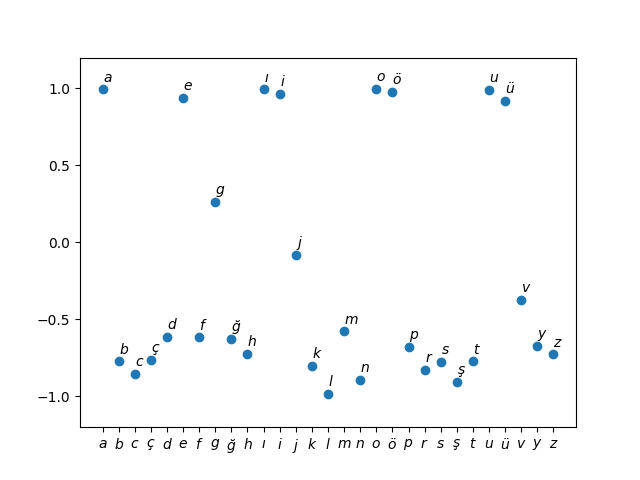 1.0
0.5
0.0
−0.5
−1.0
a
b
c
ç
d
e
f
g
ğ
h
ı
i
j
k
l
m
n
o
ö
p
r
s
ş
t
u
ü
v
y
z
a b c ç d e f g ğ h ı i j k l m n o ö p r s ş t u ü v y z